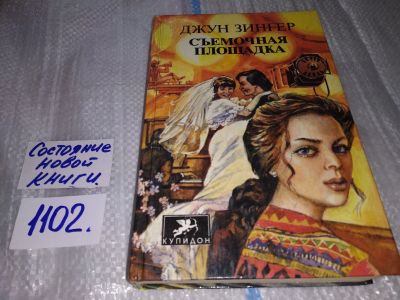 ДЖУН ЗИНГЕР
СЪЕМОЧНАЯ
ПЛОЩАДКА
Состояние
новой
книги.
1102.
КУПИДОН